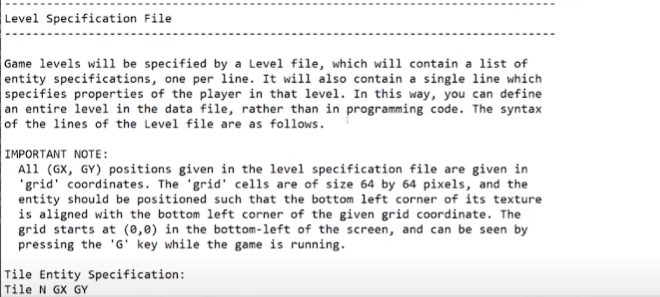 ------------------------------------------------------------------------
Level Specification File
------------------------------------------------------------------------
Game levels will be specified by a Level file, which will contain a list of
entity specifications, one per line. It will also contain a single line which
specifies properties of the player in that level. In this way, you can define
an entire level in the data file, rather than in programming code. The syntax
of the lines of the Level file are as follows.
IMPORTANT NOTE:
All (GX, GY) positions given in the level specification file are given in
'grid' coordinates. The 'grid' cells are of size 64 by 64 pixels, and the
entity should be positioned such that the bottom left corner of its texture
is aligned with the bottom left corner of the given grid coordinate. The
grid starts at (0,0) in the bottom-left of the screen, and can be seen by
pressing the 'G' key while the game is running.
Tile Entity Specification:
Tile N GX GY